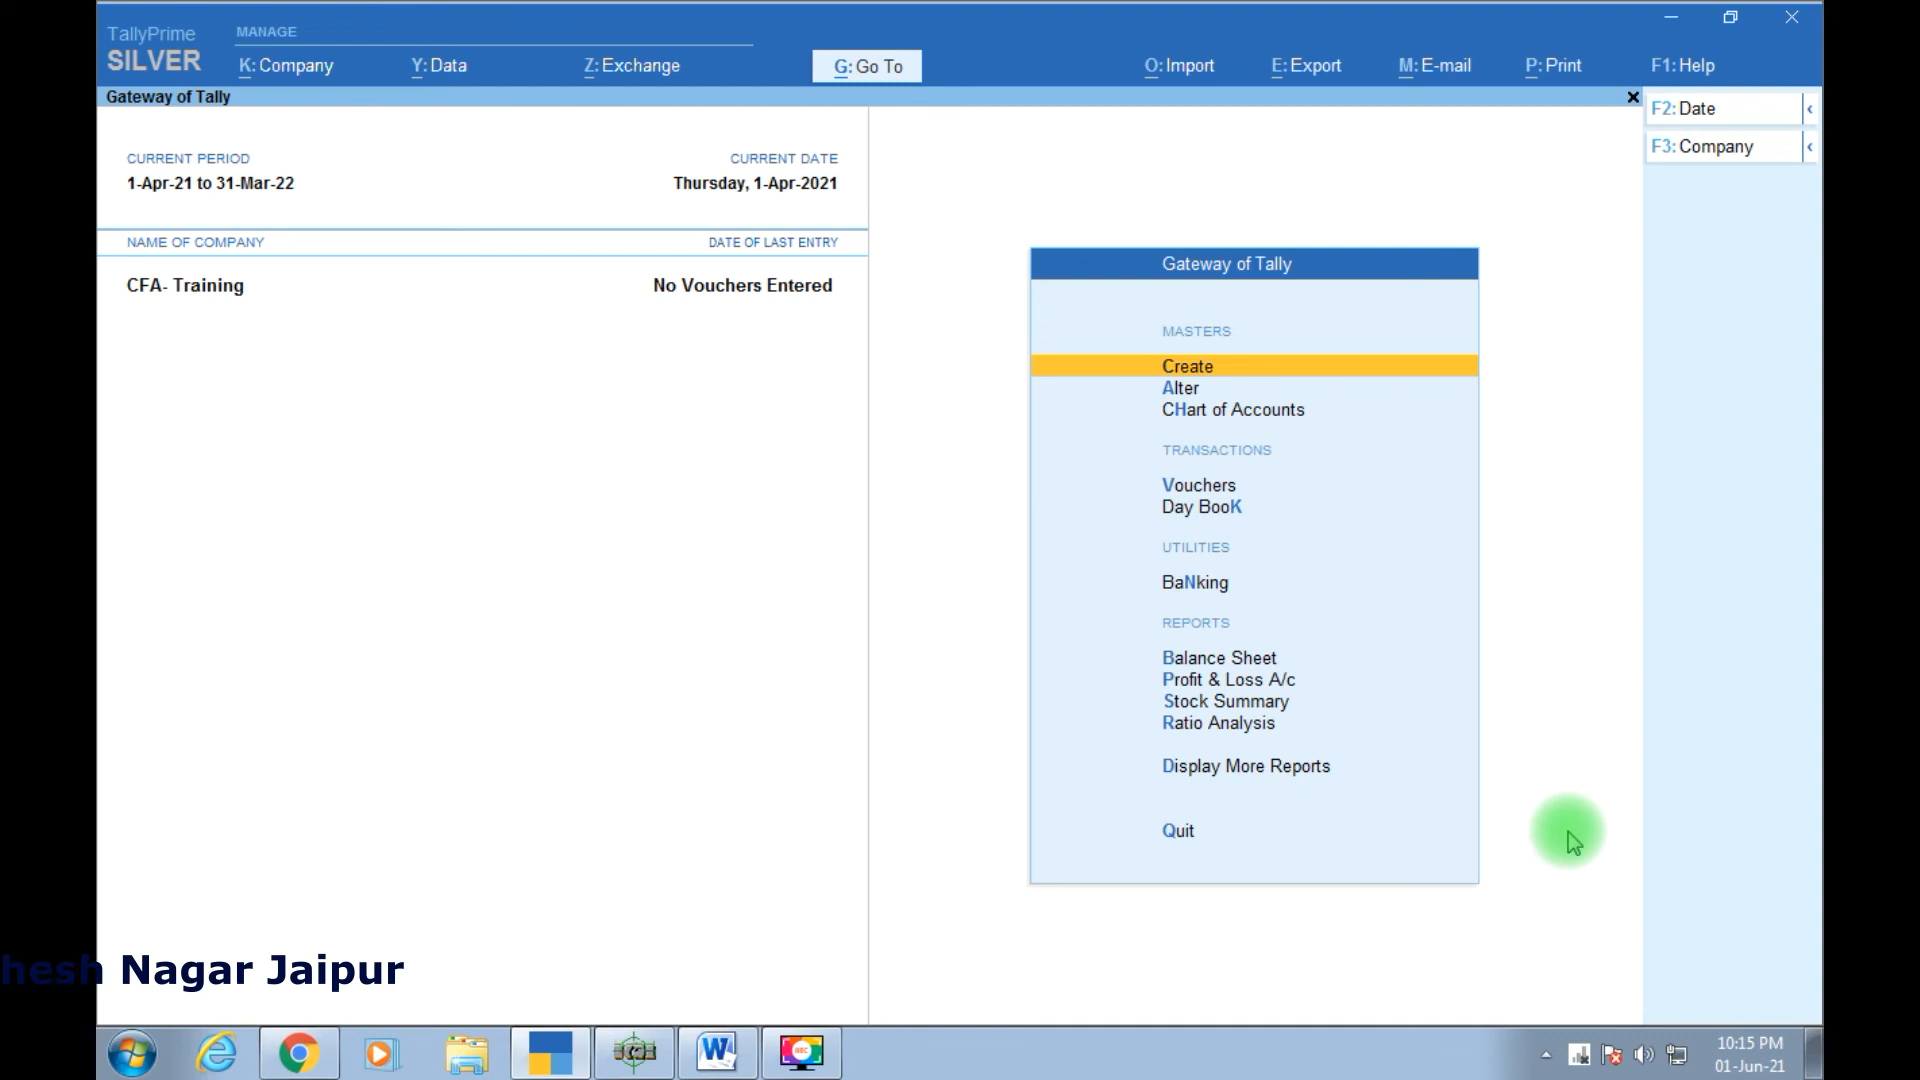 TallyPrime
SILVER
MANAGE
K: Company
Y: Data
Z: Exchange
G: Go To
O: Import
E: Export
M: E-mail
P: Print
F1: Help
Gateway of Tally
F2: Date
F3: Company
CURRENT PERIOD
CURRENT DATE
1-Apr-21 to 31-Mar-22
Thursday, 1-Apr-2021
NAME OF COMPANY
DATE OF LAST ENTRY
CFA- Training
No Vouchers Entered
Gateway of Tally
MASTERS
Create
Alter
CHart of Accounts
TRANSACTIONS
Vouchers
Day BooK
UTILITIES
BaNking
REPORTS
Balance Sheet
Profit & Loss A/c
Stock Summary
Ratio Analysis
Display More Reports
Quit
hesh Nagar Jaipur
10:15 PM
01-Jun-21